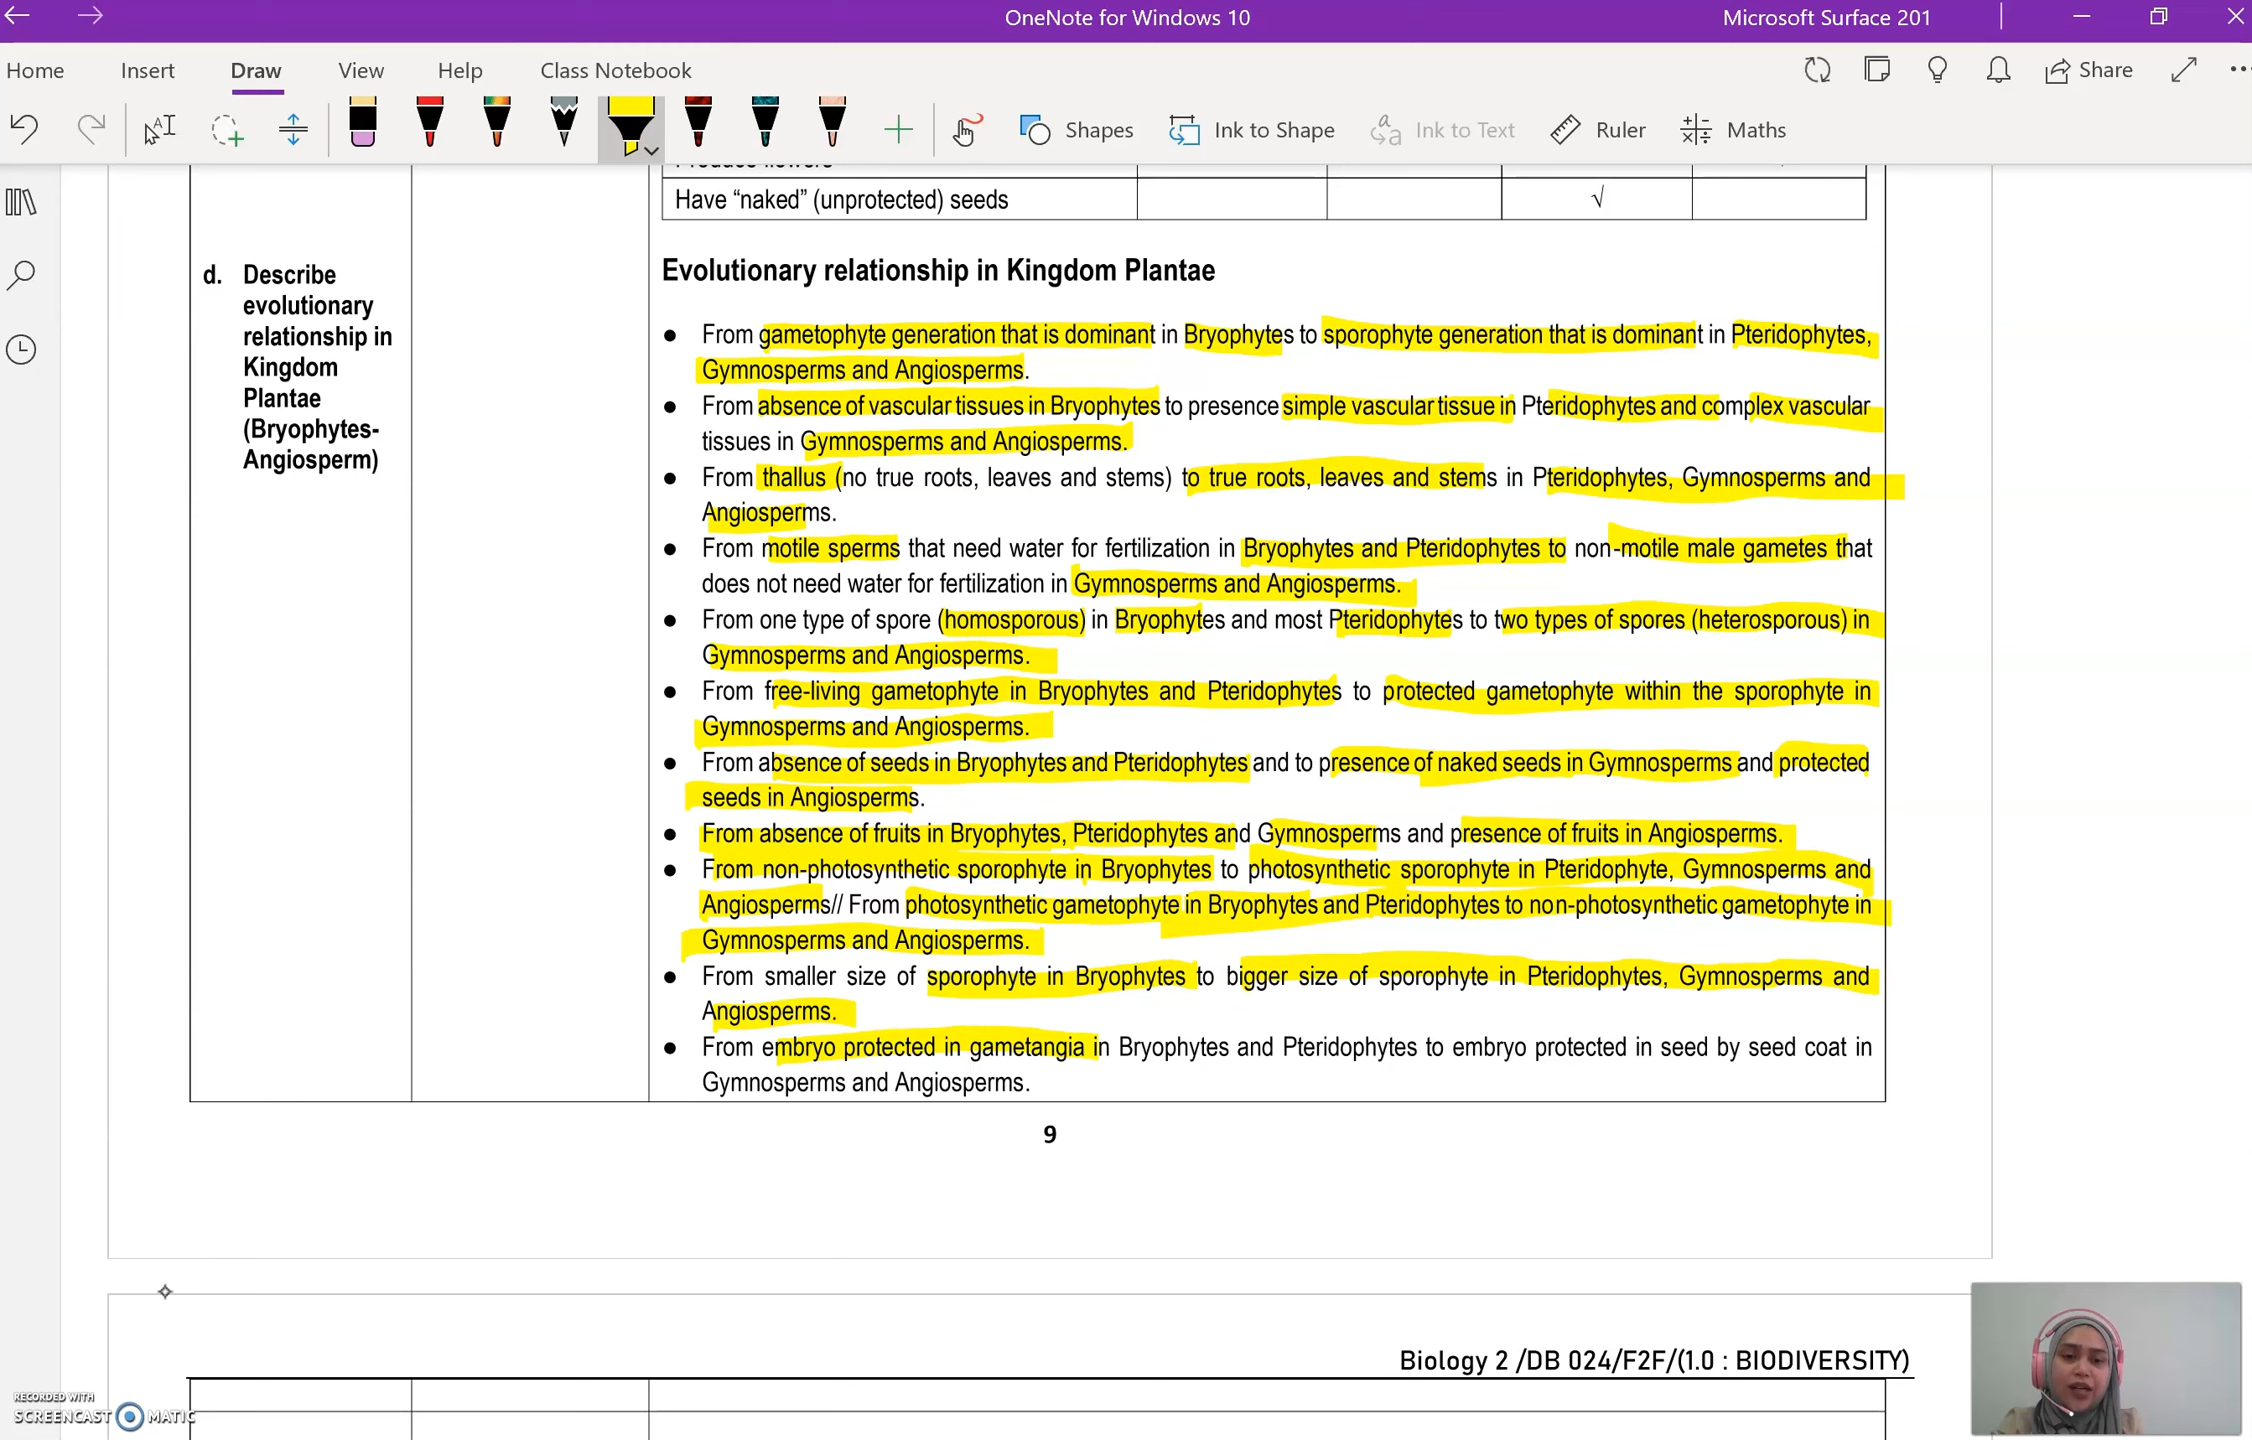 OneNote for Windows 10
Microsoft Surface 201
Home Insert Draw View Help Class Notebook
Share
Shapes Ink to Shape Ink to Text Ruler Maths
Have “naked” (unprotected) seeds √
d. Describe
evolutionary
relationship in
Kingdom
Plantae
(Bryophytes-
Angiosperm)
Evolutionary relationship in Kingdom Plantae
● From gametophyte generation that is dominant in Bryophytes to sporophyte generation that is dominant in Pteridophytes,
Gymnosperms and Angiosperms.
● From absence of vascular tissues in Bryophytes to presence simple vascular tissue in Pteridophytes and complex vascular
tissues in Gymnosperms and Angiosperms.
● From thallus (no true roots, leaves and stems) to true roots, leaves and stems in Pteridophytes, Gymnosperms and
Angiosperms.
● From motile sperms that need water for fertilization in Bryophytes and Pteridophytes to non-motile male gametes that
does not need water for fertilization in Gymnosperms and Angiosperms.
● From one type of spore (homosporous) in Bryophytes and most Pteridophytes to two types of spores (heterosporous) in
Gymnosperms and Angiosperms.
● From free-living gametophyte in Bryophytes and Pteridophytes to protected gametophyte within the sporophyte in
Gymnosperms and Angiosperms.
● From absence of seeds in Bryophytes and Pteridophytes and to presence of naked seeds in Gymnosperms and protected
seeds in Angiosperms.
● From absence of fruits in Bryophytes, Pteridophytes and Gymnosperms and presence of fruits in Angiosperms.
● From non-photosynthetic sporophyte in Bryophytes to photosynthetic sporophyte in Pteridophyte, Gymnosperms and
Angiosperms// From photosynthetic gametophyte in Bryophytes and Pteridophytes to non-photosynthetic gametophyte in
Gymnosperms and Angiosperms.
● From smaller size of sporophyte in Bryophytes to bigger size of sporophyte in Pteridophytes, Gymnosperms and
Angiosperms.
● From embryo protected in gametangia in Bryophytes and Pteridophytes to embryo protected in seed by seed coat in
Gymnosperms and Angiosperms.
9
Biology 2 /DB 024/F2F/(1.0 : BIODIVERSITY)
RECORDED WITH
SCREENCAST MATIC